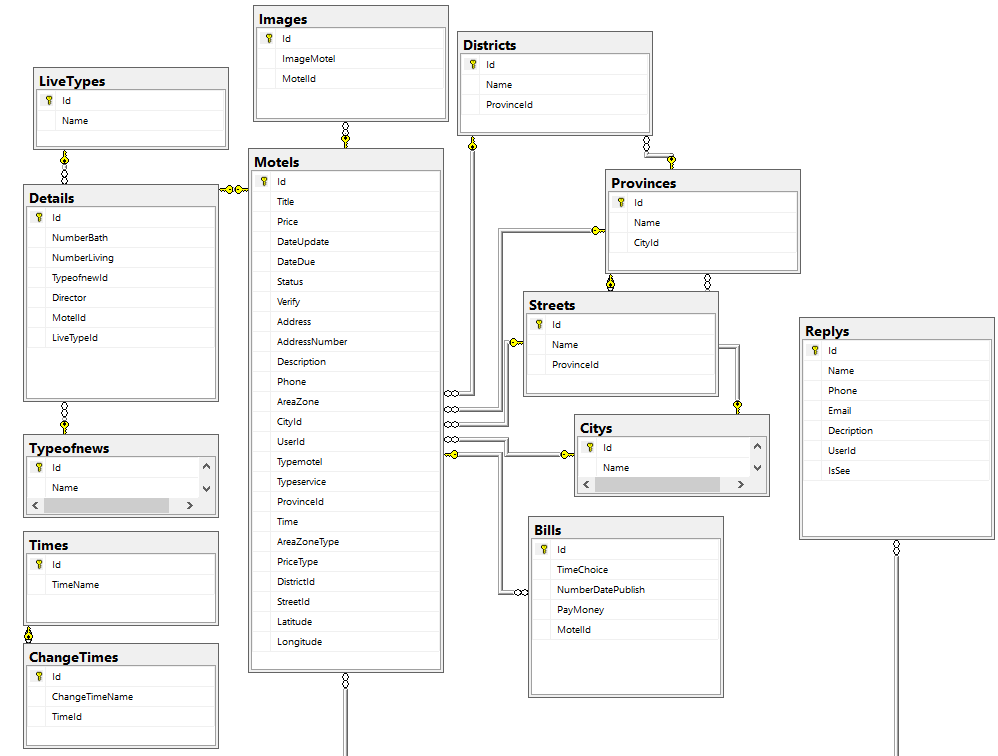 Images
Id
ImageMotel
MotelId
Districts
Id
Name
ProvinceId
LiveTypes
Id
Name
Motels
Id
Title
Price
DateUpdate
DateDue
Status
Verify
Address
AddressNumber
Description
Phone
AreaZone
CityId
UserId
Typemotel
Typeservice
ProvinceId
Time
AreaZoneType
PriceType
DistrictId
StreetId
Latitude
Longitude
Provinces
Id
Name
CityId
Details
Id
NumberBath
NumberLiving
TypeofnewId
Director
MotelId
LiveTypeId
Streets
Id
Name
ProvinceId
Replys
Id
Name
Phone
Email
Decription
UserId
IsSee
Citys
Id
Name
Typeofnews
Id
Name
Bills
Id
TimeChoice
NumberDatePublish
PayMoney
MotelId
Times
Id
TimeName
ChangeTimes
Id
ChangeTimeName
TimeId